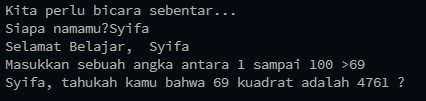 Kita perlu bicara sebentar...
Siapa namamu?Syifa
Selamat Belajar,  Syifa
Masukkan sebuah angka antara 1 sampai 100 >69
Syifa, tahukah kamu bahwa 69 kuadrat adalah 4761 ?